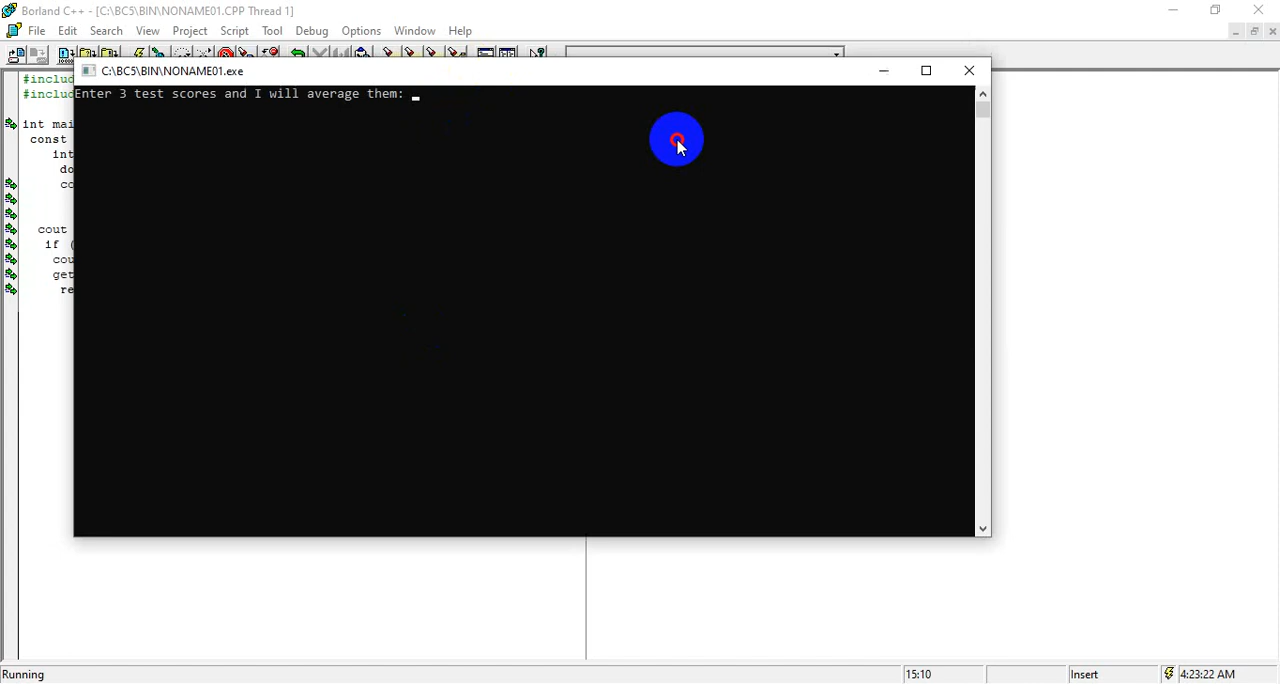 Borland C++ - [C:\BC5\BIN\NONAME01.CPP Thread 1]
File Edit Search View Project Script Tool Debug Options Window Help
C:\BC5\BIN\NONAME01.exe
#includ
#includ
Enter 3 test scores and I will average them:
int mai
const
int
do
co
cout
if (
cou
get
re
Running 15:10 Insert 4:23:22 AM